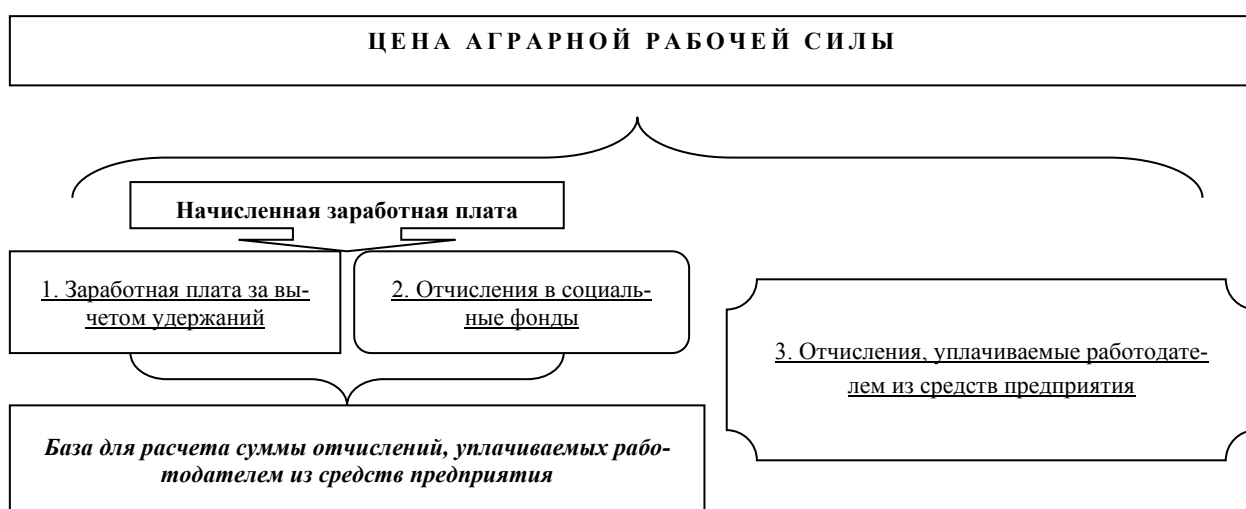 ЦЕНА АГРАРНОЙ РАБОЧЕЙ СИЛЫ
Начисленная заработная плата
1. Заработная плата за вы-
четом удержаний
2. Отчисления в социаль-
ные фонды
3. Отчисления, уплачиваемые работодате-
лем из средств предприятия
База для расчета суммы отчислений, уплачиваемых рабо-
тодателем из средств предприятия